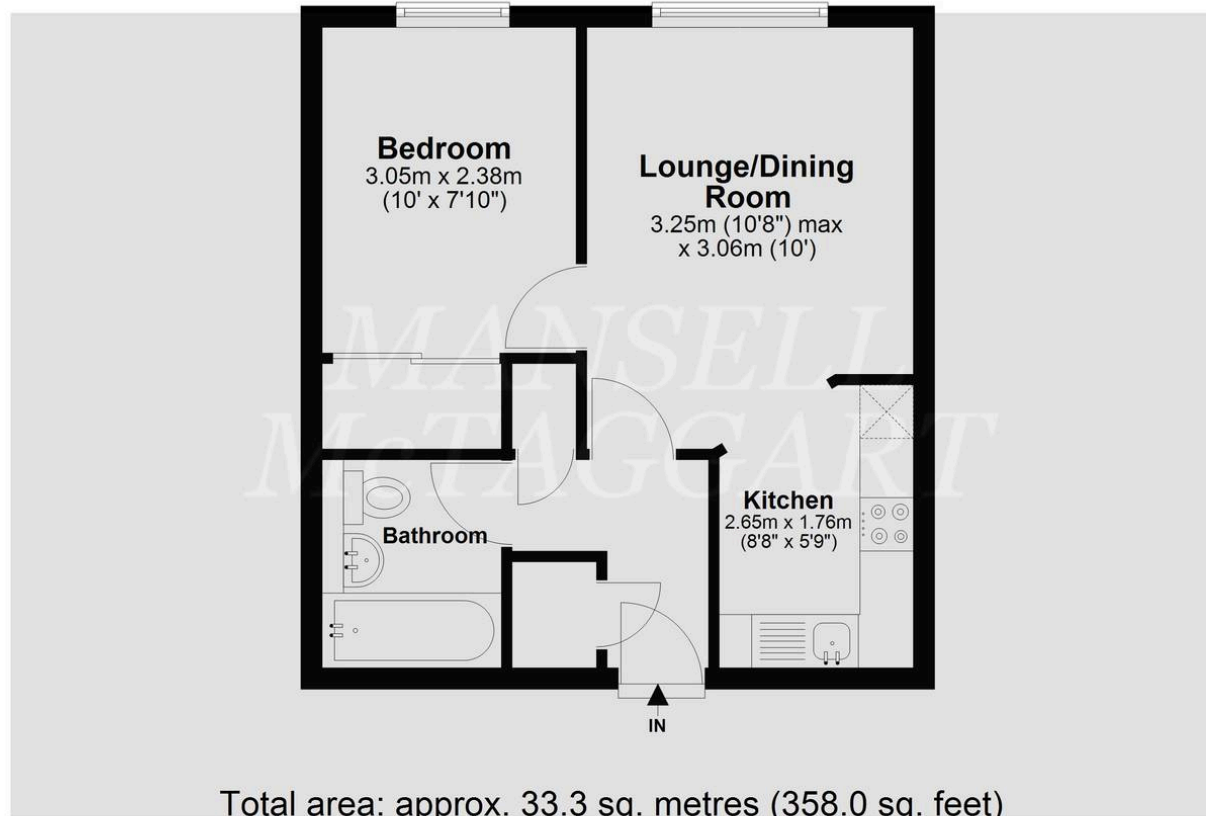 Bedroom
3.05m x 2.38m
(10' x 7'10")
Lounge/Dining
Room
3.25m (10'8") max
x 3.06m (10')
MANSELL
McTAGGART
Kitchen
2.65m x 1.76m
(8'8" x 5'9")
Bathroom
IN
Total area: approx. 33.3 sq. metres (358.0 sq. feet)